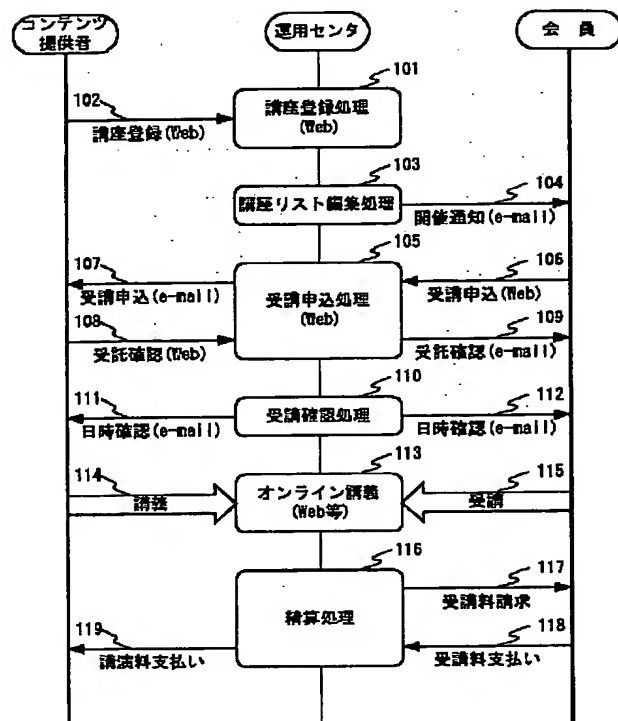 コンテンツ
提供者
運用センタ
会 員
101
102
講座登録処理
(Web)
講座登録(Web)
103
104
講座リスト編集処理
開催通知(e-mail)
105
107
106
受講申込(e-mail)
受講申込処理
(Web)
受講申込(Web)
108
109
受託確認(Web)
受託確認(e-mail)
110
111
112
受講確認処理
日時確認(e-mail)
日時確認(e-mail)
113
114
115
講義
オンライン講義
(Web等)
受講
116
117
積算処理
受講料請求
119
118
講演料支払い
受講料支払い